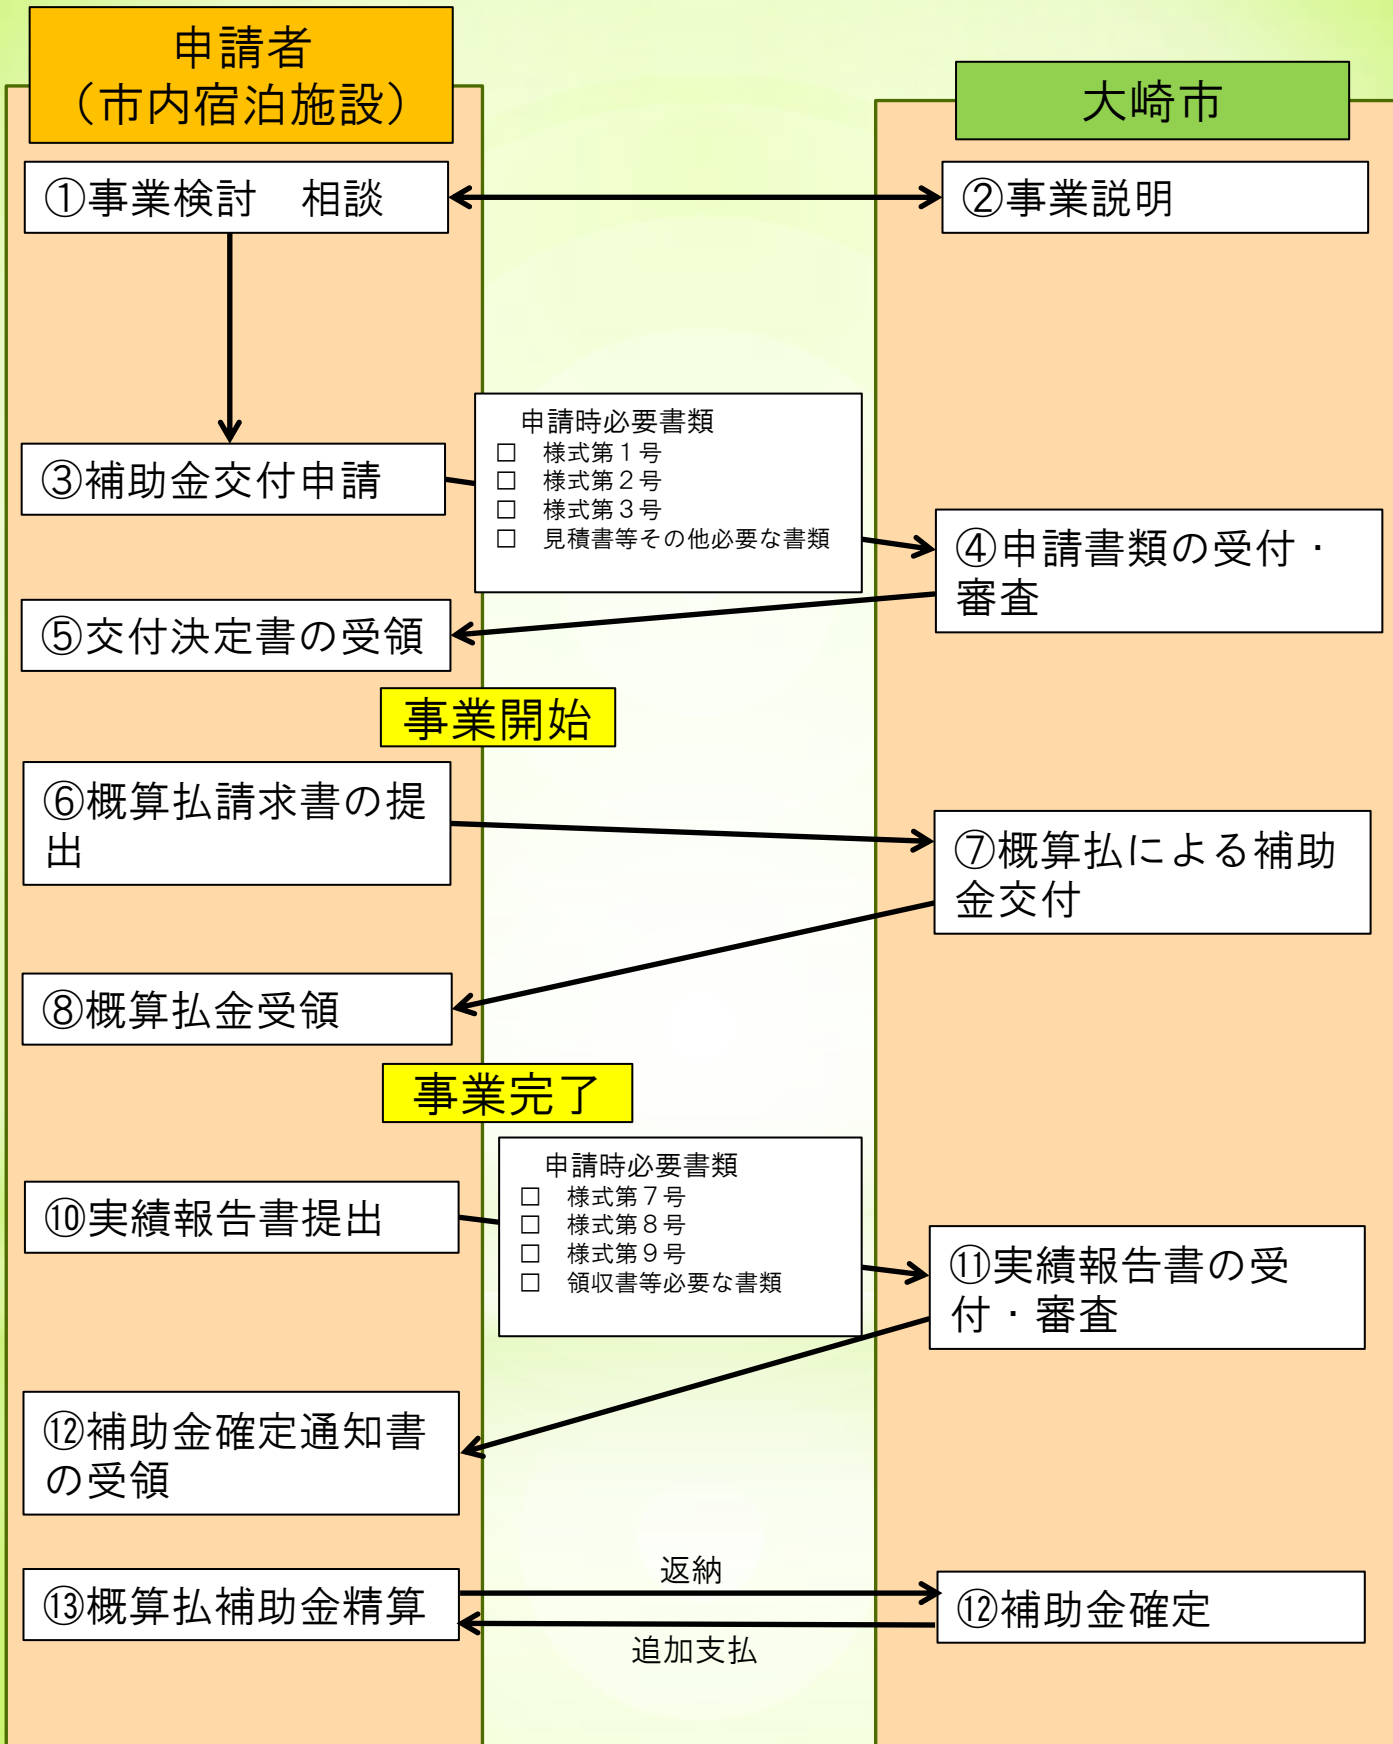 申請者
（市内宿泊施設）
大崎市
①事業検討　相談
②事業説明
申請時必要書類
□　様式第１号
□　様式第２号
□　様式第３号
□　見積書等その他必要な書類
③補助金交付申請
④申請書類の受付・
審査
⑤交付決定書の受領
事業開始
⑥概算払請求書の提
出
⑦概算払による補助
金交付
⑧概算払金受領
事業完了
申請時必要書類
□　様式第７号
□　様式第８号
□　様式第９号
□　領収書等必要な書類
⑩実績報告書提出
⑪実績報告書の受
付・審査
⑫補助金確定通知書
の受領
返納
⑬概算払補助金精算
⑫補助金確定
追加支払